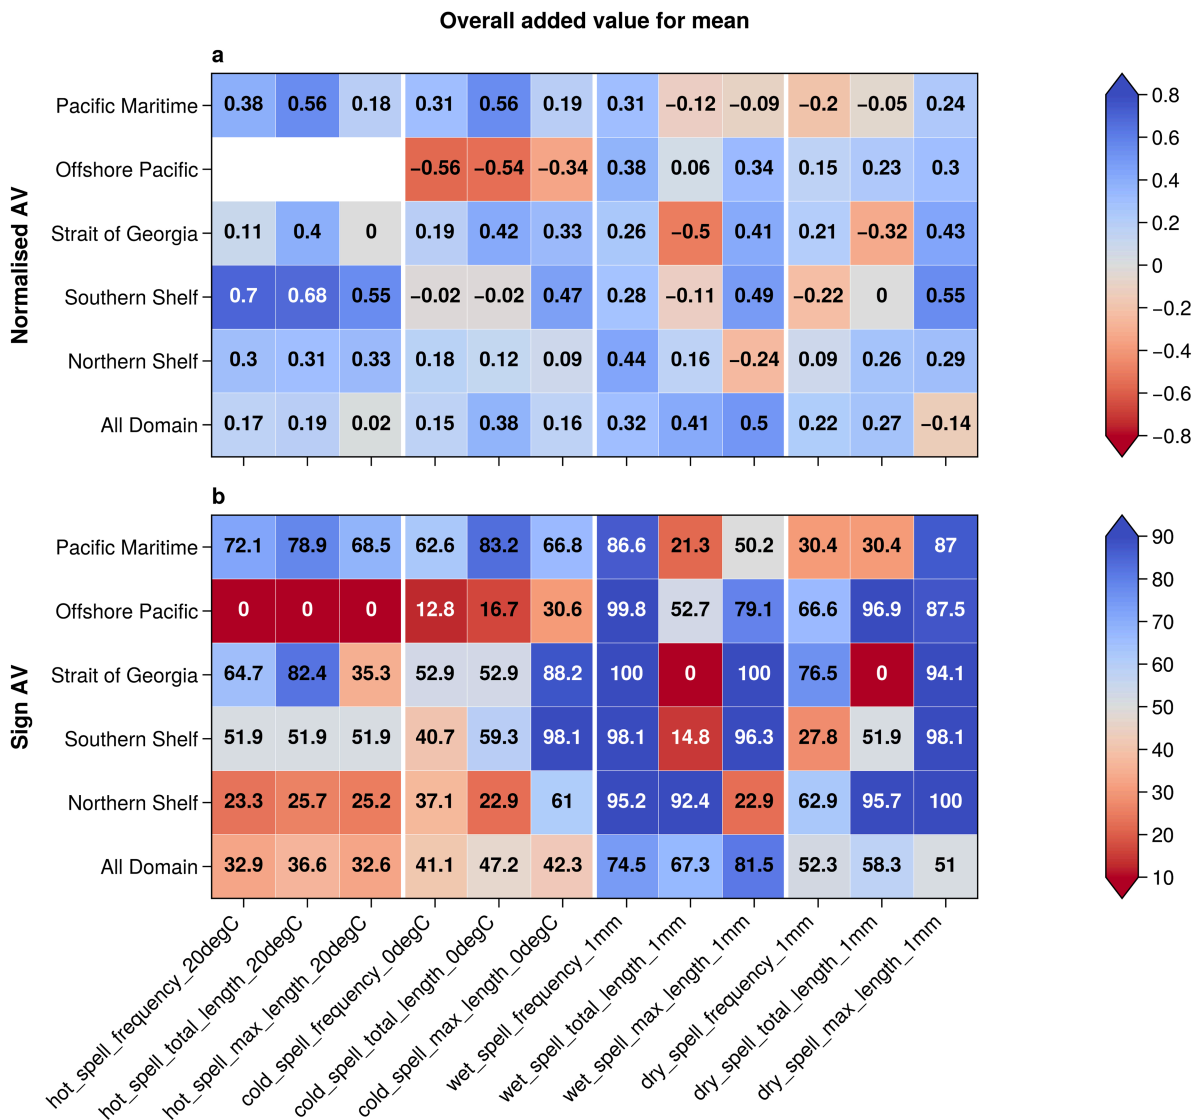 Overall added value for mean
a
Normalised AV
Pacific Maritime 0.38 0.56 0.18 0.31 0.56 0.19 0.31 −0.12 −0.09 −0.2 −0.05 0.24
Offshore Pacific −0.56 −0.54 −0.34 0.38 0.06 0.34 0.15 0.23 0.3
Strait of Georgia 0.11 0.4 0 0.19 0.42 0.33 0.26 −0.5 0.41 0.21 −0.32 0.43
Southern Shelf 0.7 0.68 0.55 −0.02 −0.02 0.47 0.28 −0.11 0.49 −0.22 0 0.55
Northern Shelf 0.3 0.31 0.33 0.18 0.12 0.09 0.44 0.16 −0.24 0.09 0.26 0.29
All Domain 0.17 0.19 0.02 0.15 0.38 0.16 0.32 0.41 0.5 0.22 0.27 −0.14
0.8
0.6
0.4
0.2
0
−0.2
−0.4
−0.6
−0.8
b
Sign AV
Pacific Maritime 72.1 78.9 68.5 62.6 83.2 66.8 86.6 21.3 50.2 30.4 30.4 87
Offshore Pacific 0 0 0 12.8 16.7 30.6 99.8 52.7 79.1 66.6 96.9 87.5
Strait of Georgia 64.7 82.4 35.3 52.9 52.9 88.2 100 0 100 76.5 0 94.1
Southern Shelf 51.9 51.9 51.9 40.7 59.3 98.1 98.1 14.8 96.3 27.8 51.9 98.1
Northern Shelf 23.3 25.7 25.2 37.1 22.9 61 95.2 92.4 22.9 62.9 95.7 100
All Domain 32.9 36.6 32.6 41.1 47.2 42.3 74.5 67.3 81.5 52.3 58.3 51
90
80
70
60
50
40
30
20
10
hot_spell_frequency_20degC
hot_spell_total_length_20degC
hot_spell_max_length_20degC
cold_spell_frequency_0degC
cold_spell_total_length_0degC
cold_spell_max_length_0degC
wet_spell_frequency_1mm
wet_spell_total_length_1mm
wet_spell_max_length_1mm
dry_spell_frequency_1mm
dry_spell_total_length_1mm
dry_spell_max_length_1mm